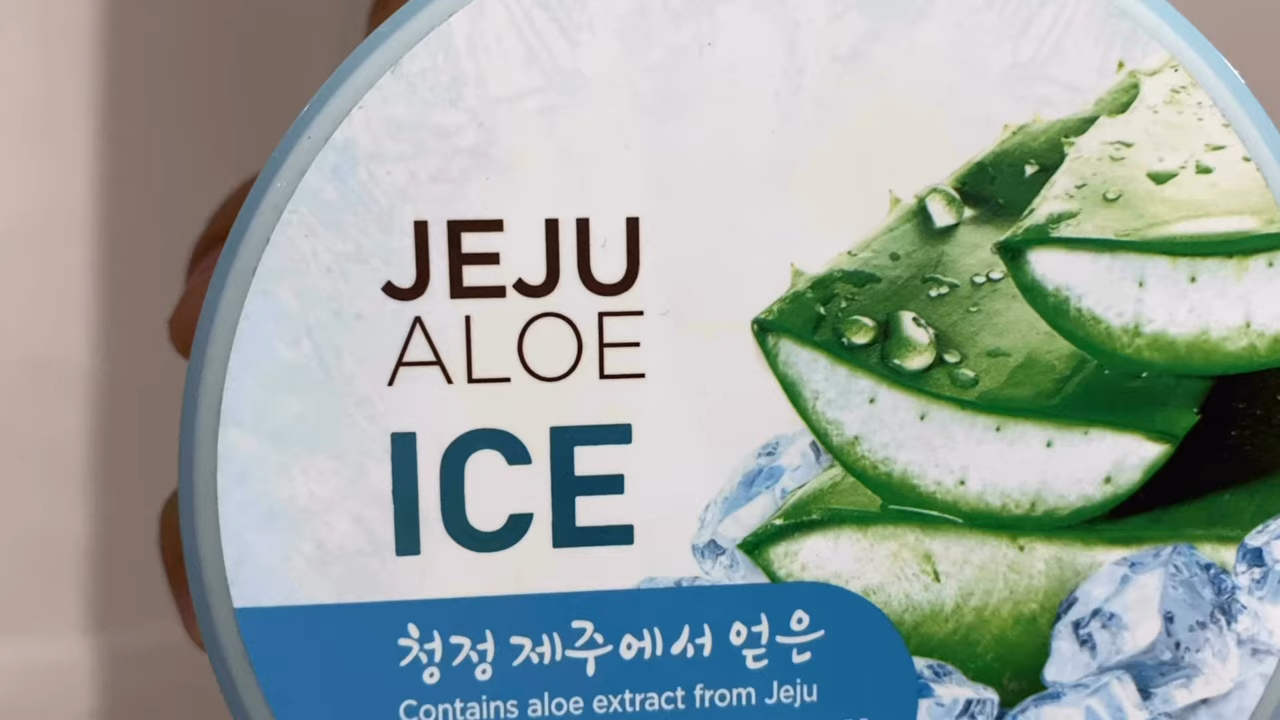 JEJU
ALOE
ICE
청정 제주에서 얻은
Contains aloe extract from Jeju